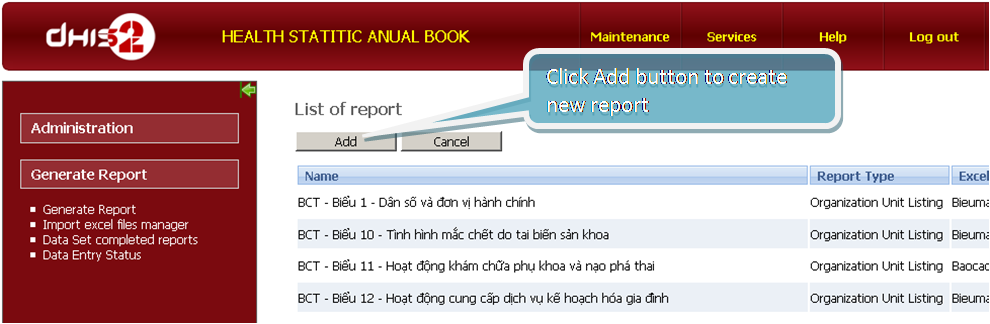 dHIS2
HEALTH STATITIC ANUAL BOOK
Maintenance
Services
Help
Log out
Click Add button to create
new report
Administration
Generate Report
Generate Report
Import excel files manager
Data Set completed reports
Data Entry Status
List of report
Add
Cancel
Name
Report Type
Excel
BCT - Biểu 1 - Dân số và đơn vị hành chính
Organization Unit Listing
Bieuma
BCT - Biểu 10 - Tình hình mắc chết do tai biến sản khoa
Organization Unit Listing
Bieuma
BCT - Biểu 11 - Hoạt động khám chữa phụ khoa và nạo phá thai
Organization Unit Listing
Baocao
BCT - Biểu 12 - Hoạt động cung cấp dịch vụ kế hoạch hóa gia đình
Organization Unit Listing
Bieuma